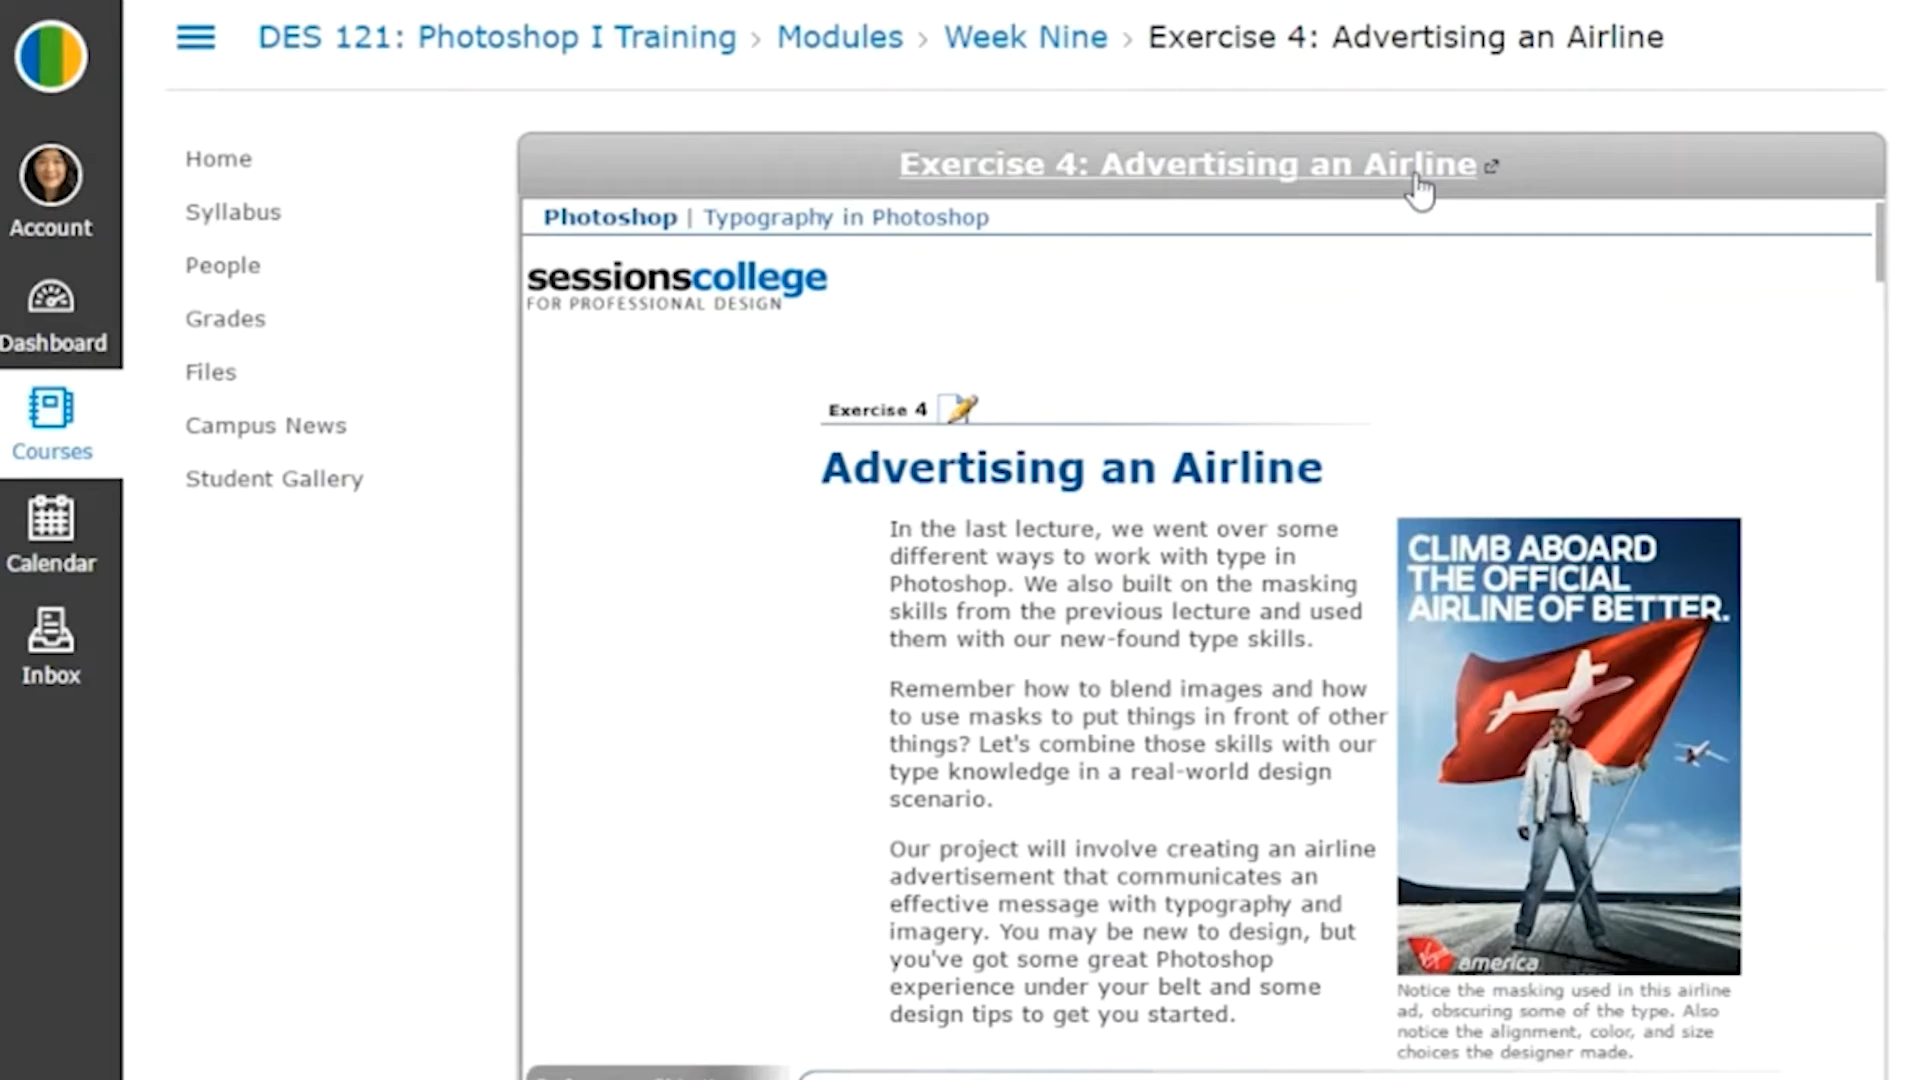 DES 121: Photoshop I Training › Modules › Week Nine › Exercise 4: Advertising an Airline
Account
Dashboard
Courses
Calendar
Inbox
Home
Syllabus
People
Grades
Files
Campus News
Student Gallery
Exercise 4: Advertising an Airline
Photoshop | Typography in Photoshop
sessionscollege
FOR PROFESSIONAL DESIGN
Exercise 4
Advertising an Airline
In the last lecture, we went over some
different ways to work with type in
Photoshop. We also built on the masking
skills from the previous lecture and used
them with our new-found type skills.
Remember how to blend images and how
to use masks to put things in front of other
things? Let's combine those skills with our
type knowledge in a real-world design
scenario.
Our project will involve creating an airline
advertisement that communicates an
effective message with typography and
imagery. You may be new to design, but
you've got some great Photoshop
experience under your belt and some
design tips to get you started.
CLIMB ABOARD
THE OFFICIAL
AIRLINE OF BETTER.
america
Notice the masking used in this airline
ad, obscuring some of the type. Also
notice the alignment, color, and size
choices the designer made.